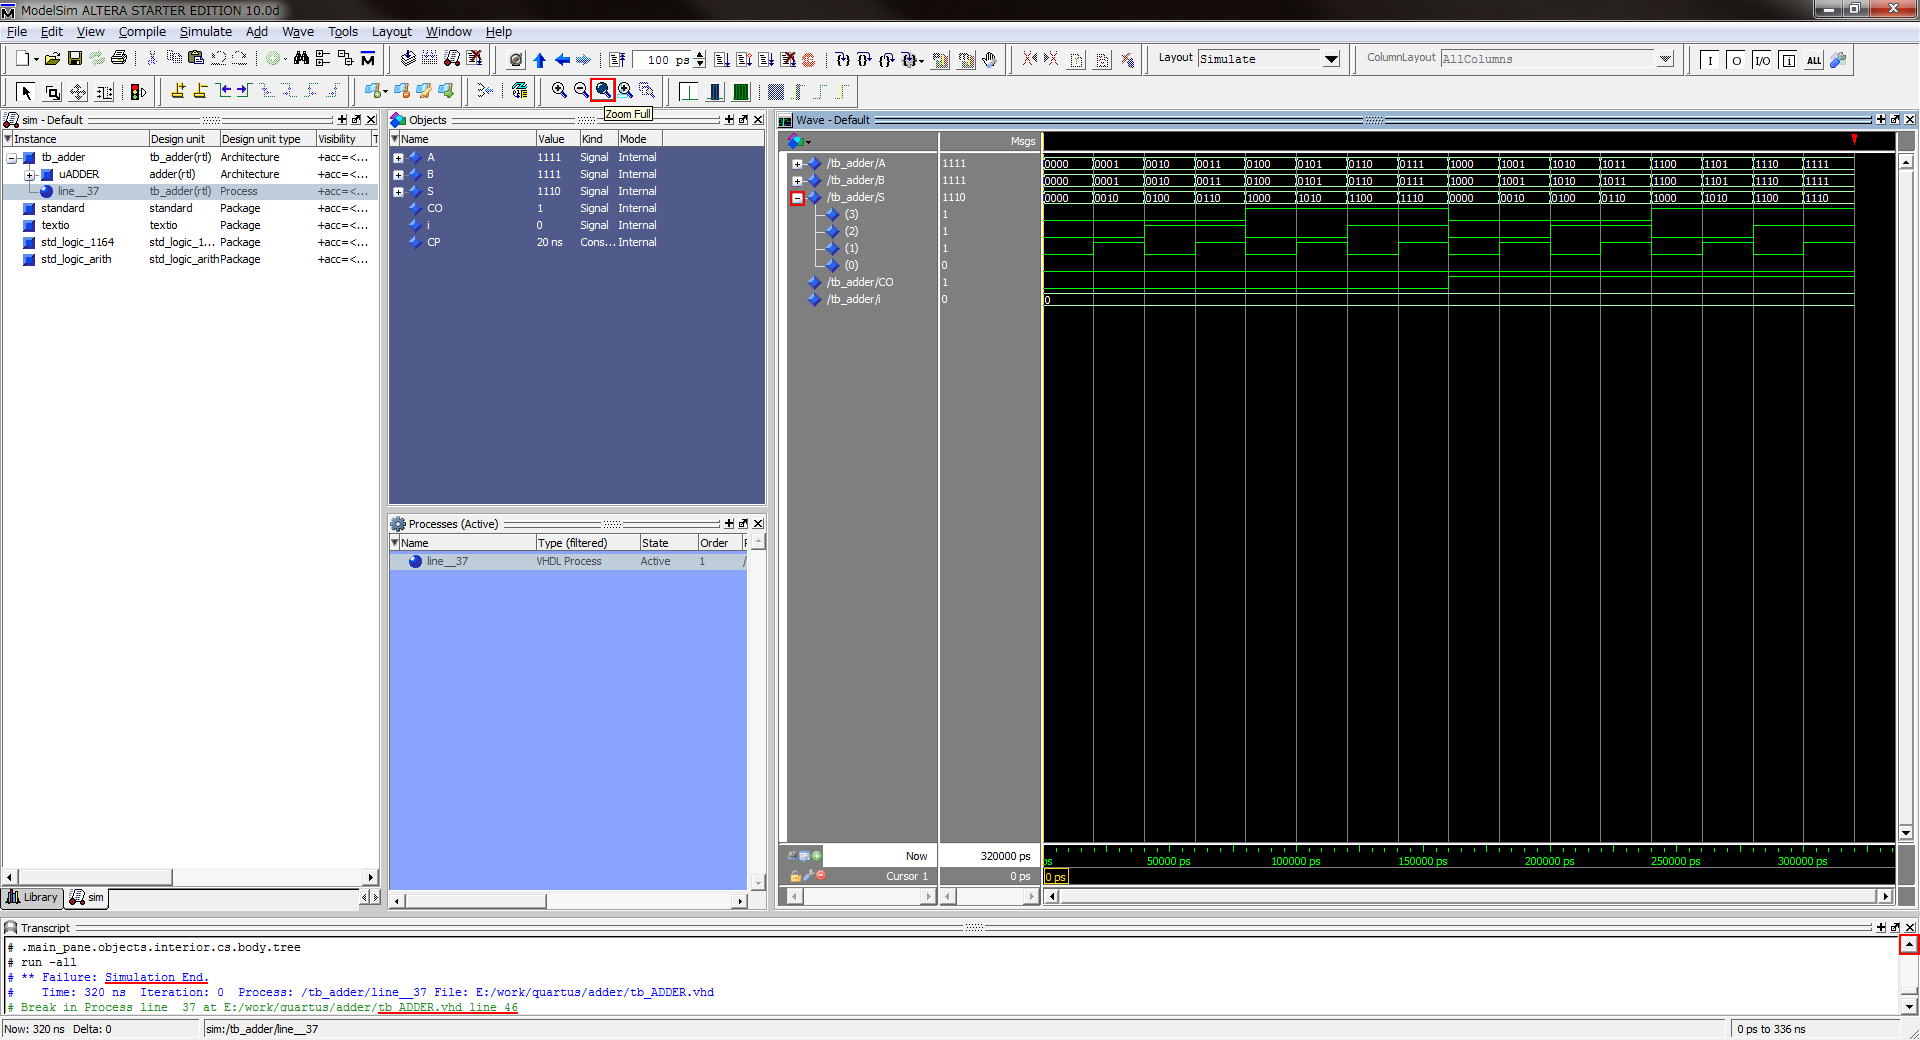 ModelSim ALTERA STARTER EDITION 10.0d
File Edit View Compile Simulate Add Wave Tools Layout Window Help
100 ps
Layout Simulate
ColumnLayout AllColumns
I O I/O ALL
Zoom Full
sim - Default
Instance Design unit Design unit type Visibility T
tb_adder tb_adder(rtl) Architecture +acc=<...
uADDER adder(rtl) Architecture +acc=<...
line__37 tb_adder(rtl) Process +acc=<...
standard standard Package +acc=<...
textio textio Package +acc=<...
std_logic_1164 std_logic_1... Package +acc=<...
std_logic_arith std_logic_arith Package +acc=<...
Library sim
Objects
Name Value Kind Mode
A 1111 Signal Internal
B 1111 Signal Internal
S 1110 Signal Internal
CO 1 Signal Internal
i 0 Signal Internal
CP 20 ns Cons... Internal
Processes (Active)
Name Type (filtered) State Order
line__37 VHDL Process Active 1 /
Wave - Default
Msgs
/tb_adder/A 1111 0000 0001 0010 0011 0100 0101 0110 0111 1000 1001 1010 1011 1100 1101 1110 1111
/tb_adder/B 1111 0000 0001 0010 0011 0100 0101 0110 0111 1000 1001 1010 1011 1100 1101 1110 1111
/tb_adder/S 1110 0000 0010 0100 0110 1000 1010 1100 1110 0000 0010 0100 0110 1000 1010 1100 1110
(3) 1
(2) 1
(1) 1
(0) 0
/tb_adder/CO 1
/tb_adder/i 0 0
Now 320000 ps ps 50000 ps 100000 ps 150000 ps 200000 ps 250000 ps 300000 ps
Cursor 1 0 ps 0 ps
Transcript
# .main_pane.objects.interior.cs.body.tree
# run -all
# ** Failure: Simulation End.
# Time: 320 ns Iteration: 0 Process: /tb_adder/line__37 File: E:/work/quartus/adder/tb_ADDER.vhd
# Break in Process line__37 at E:/work/quartus/adder/tb_ADDER.vhd line 46
Now: 320 ns Delta: 0 sim:/tb_adder/line__37 0 ps to 336 ns